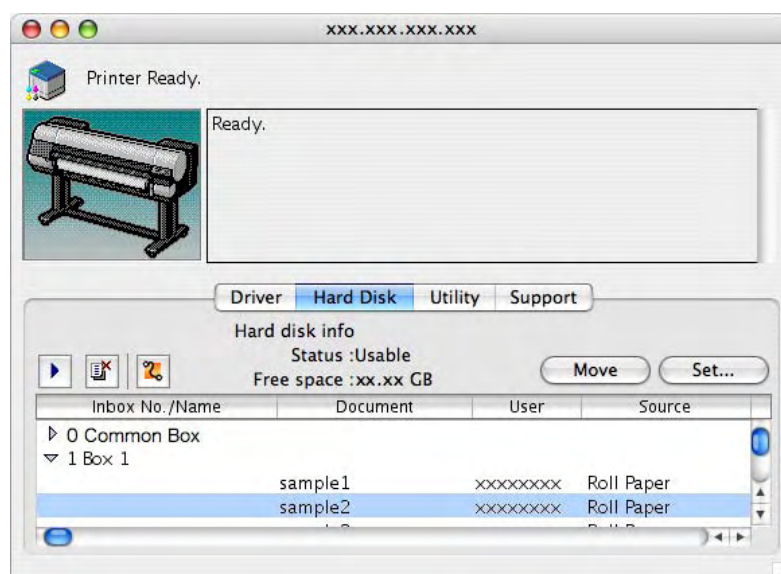 xxx.xxx.xxx.xxx
Printer Ready.
Ready.
Driver Hard Disk Utility Support
Hard disk info
Status :Usable
Free space :xx.xx GB
Move Set...
Inbox No./Name Document User Source
0 Common Box
1 Box 1
sample1 xxxxxxxx Roll Paper
sample2 xxxxxxxx Roll Paper